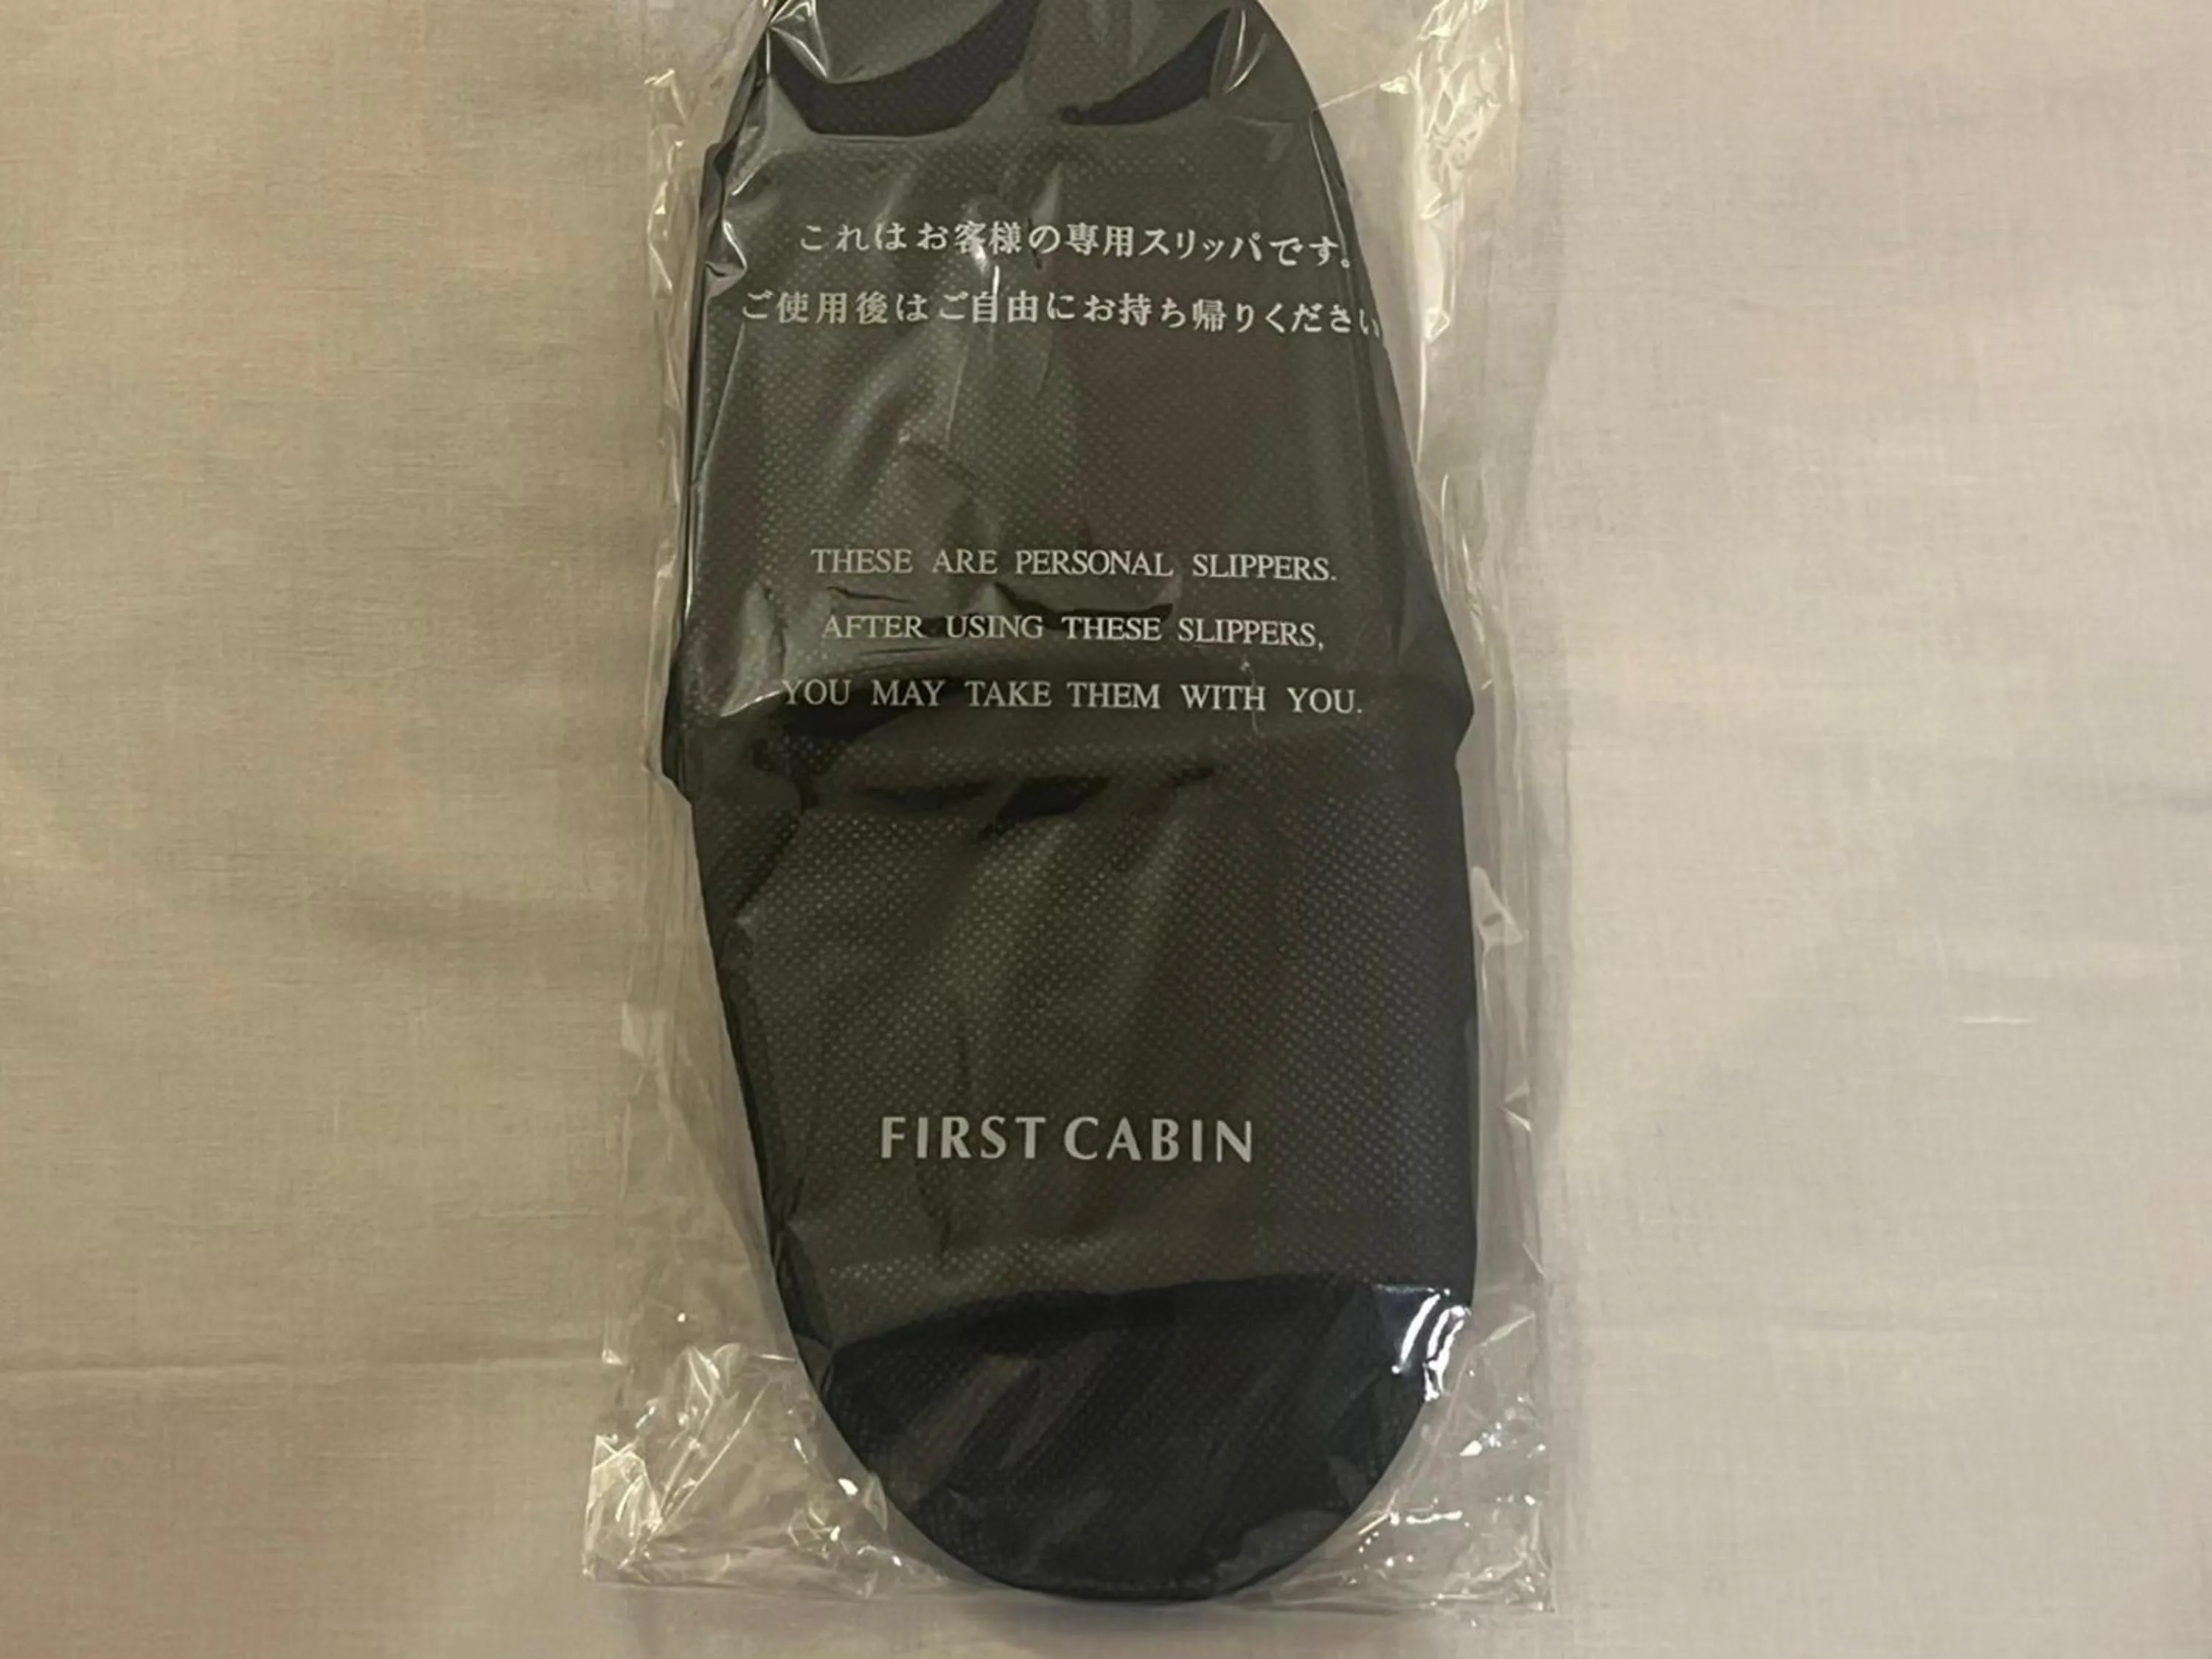 これはお客様の専用スリッパです。
ご使用後はご自由にお持ち帰りください
THESE ARE PERSONAL SLIPPERS.
AFTER USING THESE SLIPPERS,
YOU MAY TAKE THEM WITH YOU.
FIRST CABIN